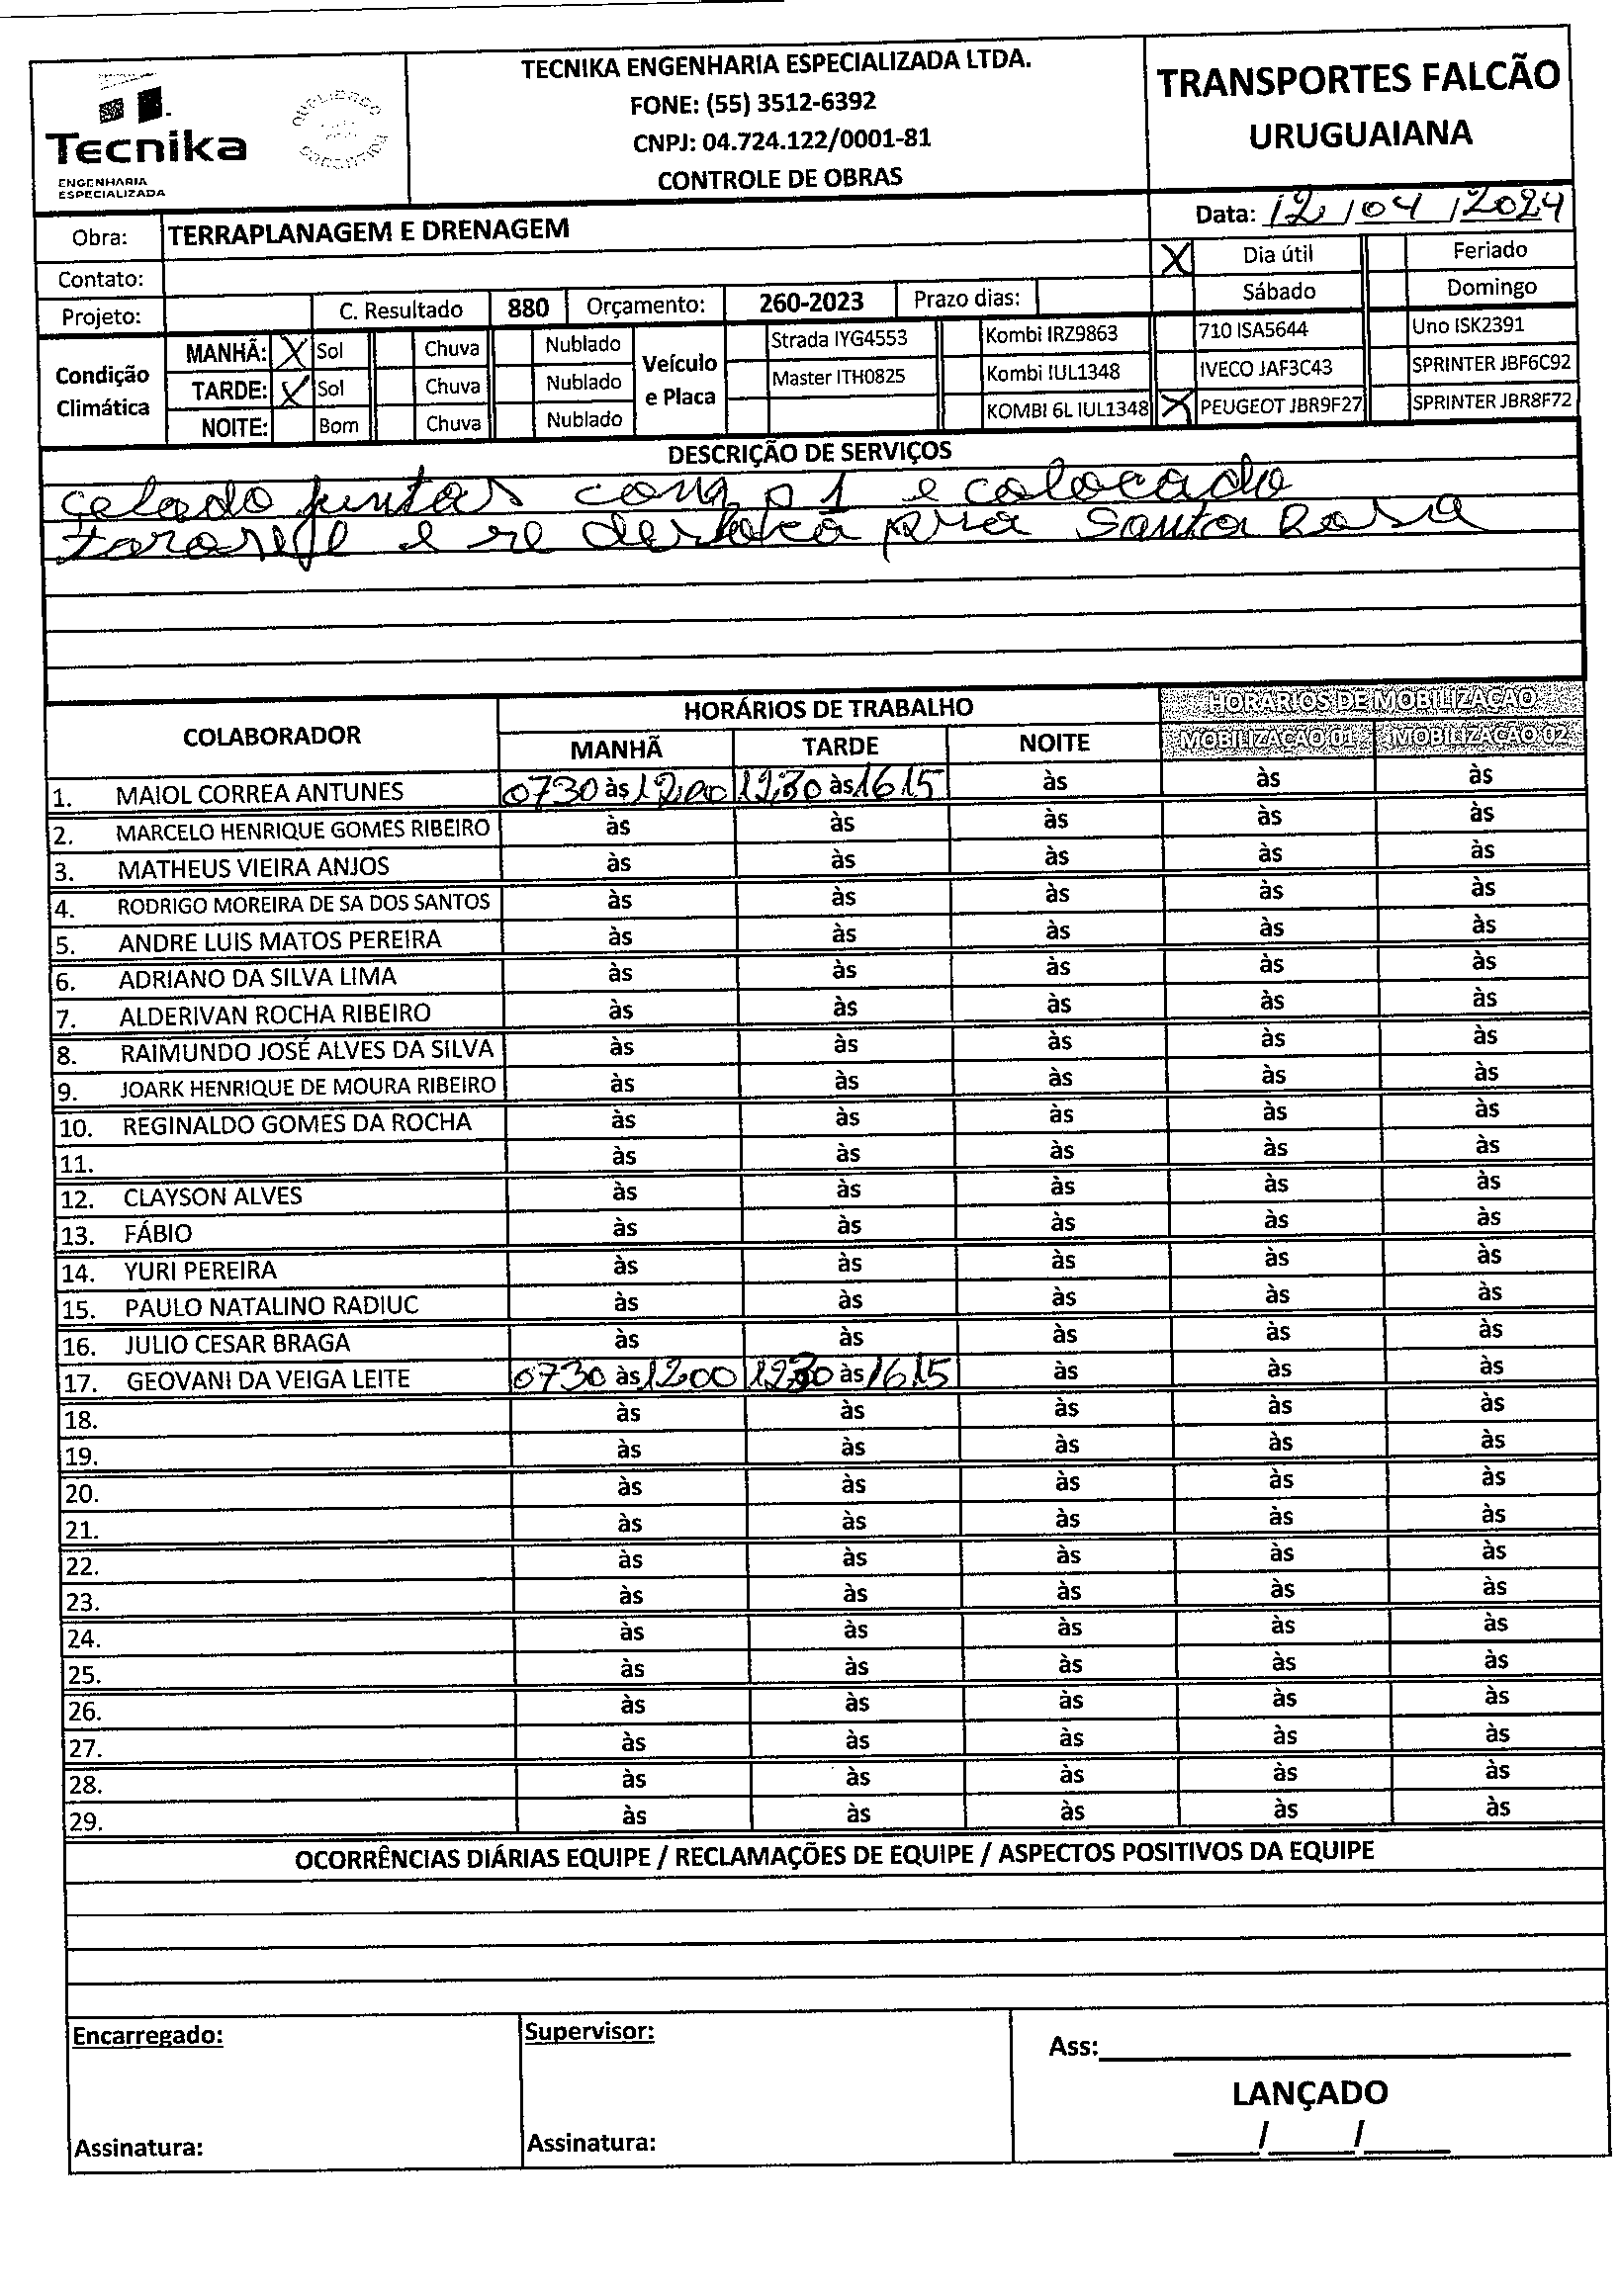 TECNIKA ENGENHARIA ESPECIALIZADA LTDA.
FONE: (55) 3512-6392
CNPJ: 04.724.122/0001-81
CONTROLE DE OBRAS
Tecnika
ENGENHARIA
ESPECIALIZADA
TRANSPORTES FALCÃO
URUGUAIANA
Data: 12/04/2024
Obra: TERRAPLANAGEM E DRENAGEM
X Dia útil Feriado
Contato:
Sábado Domingo
Projeto: C. Resultado 880 Orçamento: 260-2023 Prazo dias:
Condição Climática
MANHÃ: X Sol Chuva Nublado
TARDE: X Sol Chuva Nublado
NOITE: Bom Chuva Nublado
Veículo e Placa
Strada IYG4553 Kombi IRZ9863 710 ISA5644 Uno ISK2391
Master ITH0825 Kombi IUL1348 IVECO JAF3C43 SPRINTER JBF6C92
KOMBI 6L IUL1348 X PEUGEOT JBR9F27 SPRINTER JBR8F72
DESCRIÇÃO DE SERVIÇOS
juntas com 1 e colocado
e se pra Santa Rosa
COLABORADOR HORÁRIOS DE TRABALHO HORÁRIOS DE MOBILIZAÇÃO
MANHÃ TARDE NOITE MOBILIZAÇÃO 01 MOBILIZAÇÃO 02
1. MAIOL CORREA ANTUNES 0730 às 12,00 12,30 às 16 15 às às às
2. MARCELO HENRIQUE GOMES RIBEIRO às às às às às
3. MATHEUS VIEIRA ANJOS às às às às às
4. RODRIGO MOREIRA DE SA DOS SANTOS às às às às às
5. ANDRE LUIS MATOS PEREIRA às às às às às
6. ADRIANO DA SILVA LIMA às às às às às
7. ALDERIVAN ROCHA RIBEIRO às às às às às
8. RAIMUNDO JOSÉ ALVES DA SILVA às às às às às
9. JOARK HENRIQUE DE MOURA RIBEIRO às às às às às
10. REGINALDO GOMES DA ROCHA às às às às às
11. às às às às às
12. CLAYSON ALVES às às às às às
13. FÁBIO às às às às às
14. YURI PEREIRA às às às às às
15. PAULO NATALINO RADIUC às às às às às
16. JULIO CESAR BRAGA às às às às às
17. GEOVANI DA VEIGA LEITE 0730 às 1200 1230 às 1615 às às às
18. às às às às às
19. às às às às às
20. às às às às às
21. às às às às às
22. às às às às às
23. às às às às às
24. às às às às às
25. às às às às às
26. às às às às às
27. às às às às às
28. às às às às às
29. às às às às às
OCORRÊNCIAS DIÁRIAS EQUIPE / RECLAMAÇÕES DE EQUIPE / ASPECTOS POSITIVOS DA EQUIPE
Encarregado: Supervisor: Ass:
LANÇADO
Assinatura: Assinatura: / /